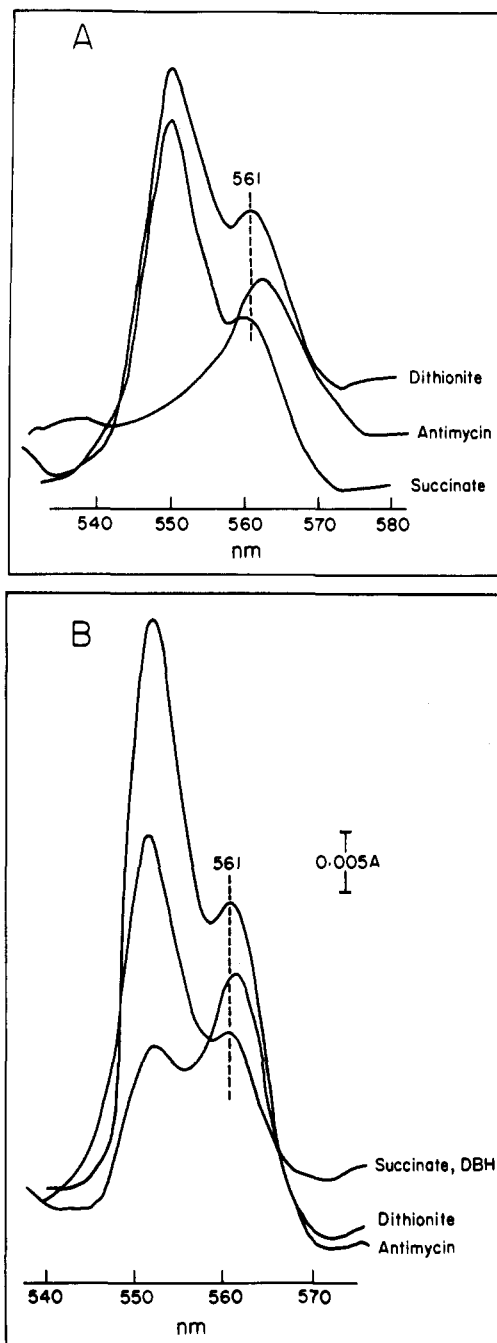 A
561
Dithionite
Antimycin
Succinate
540 550 560 570 580
nm
B
561
0.005A
Succinate, DBH
Dithionite
Antimycin
540 550 560 570
nm